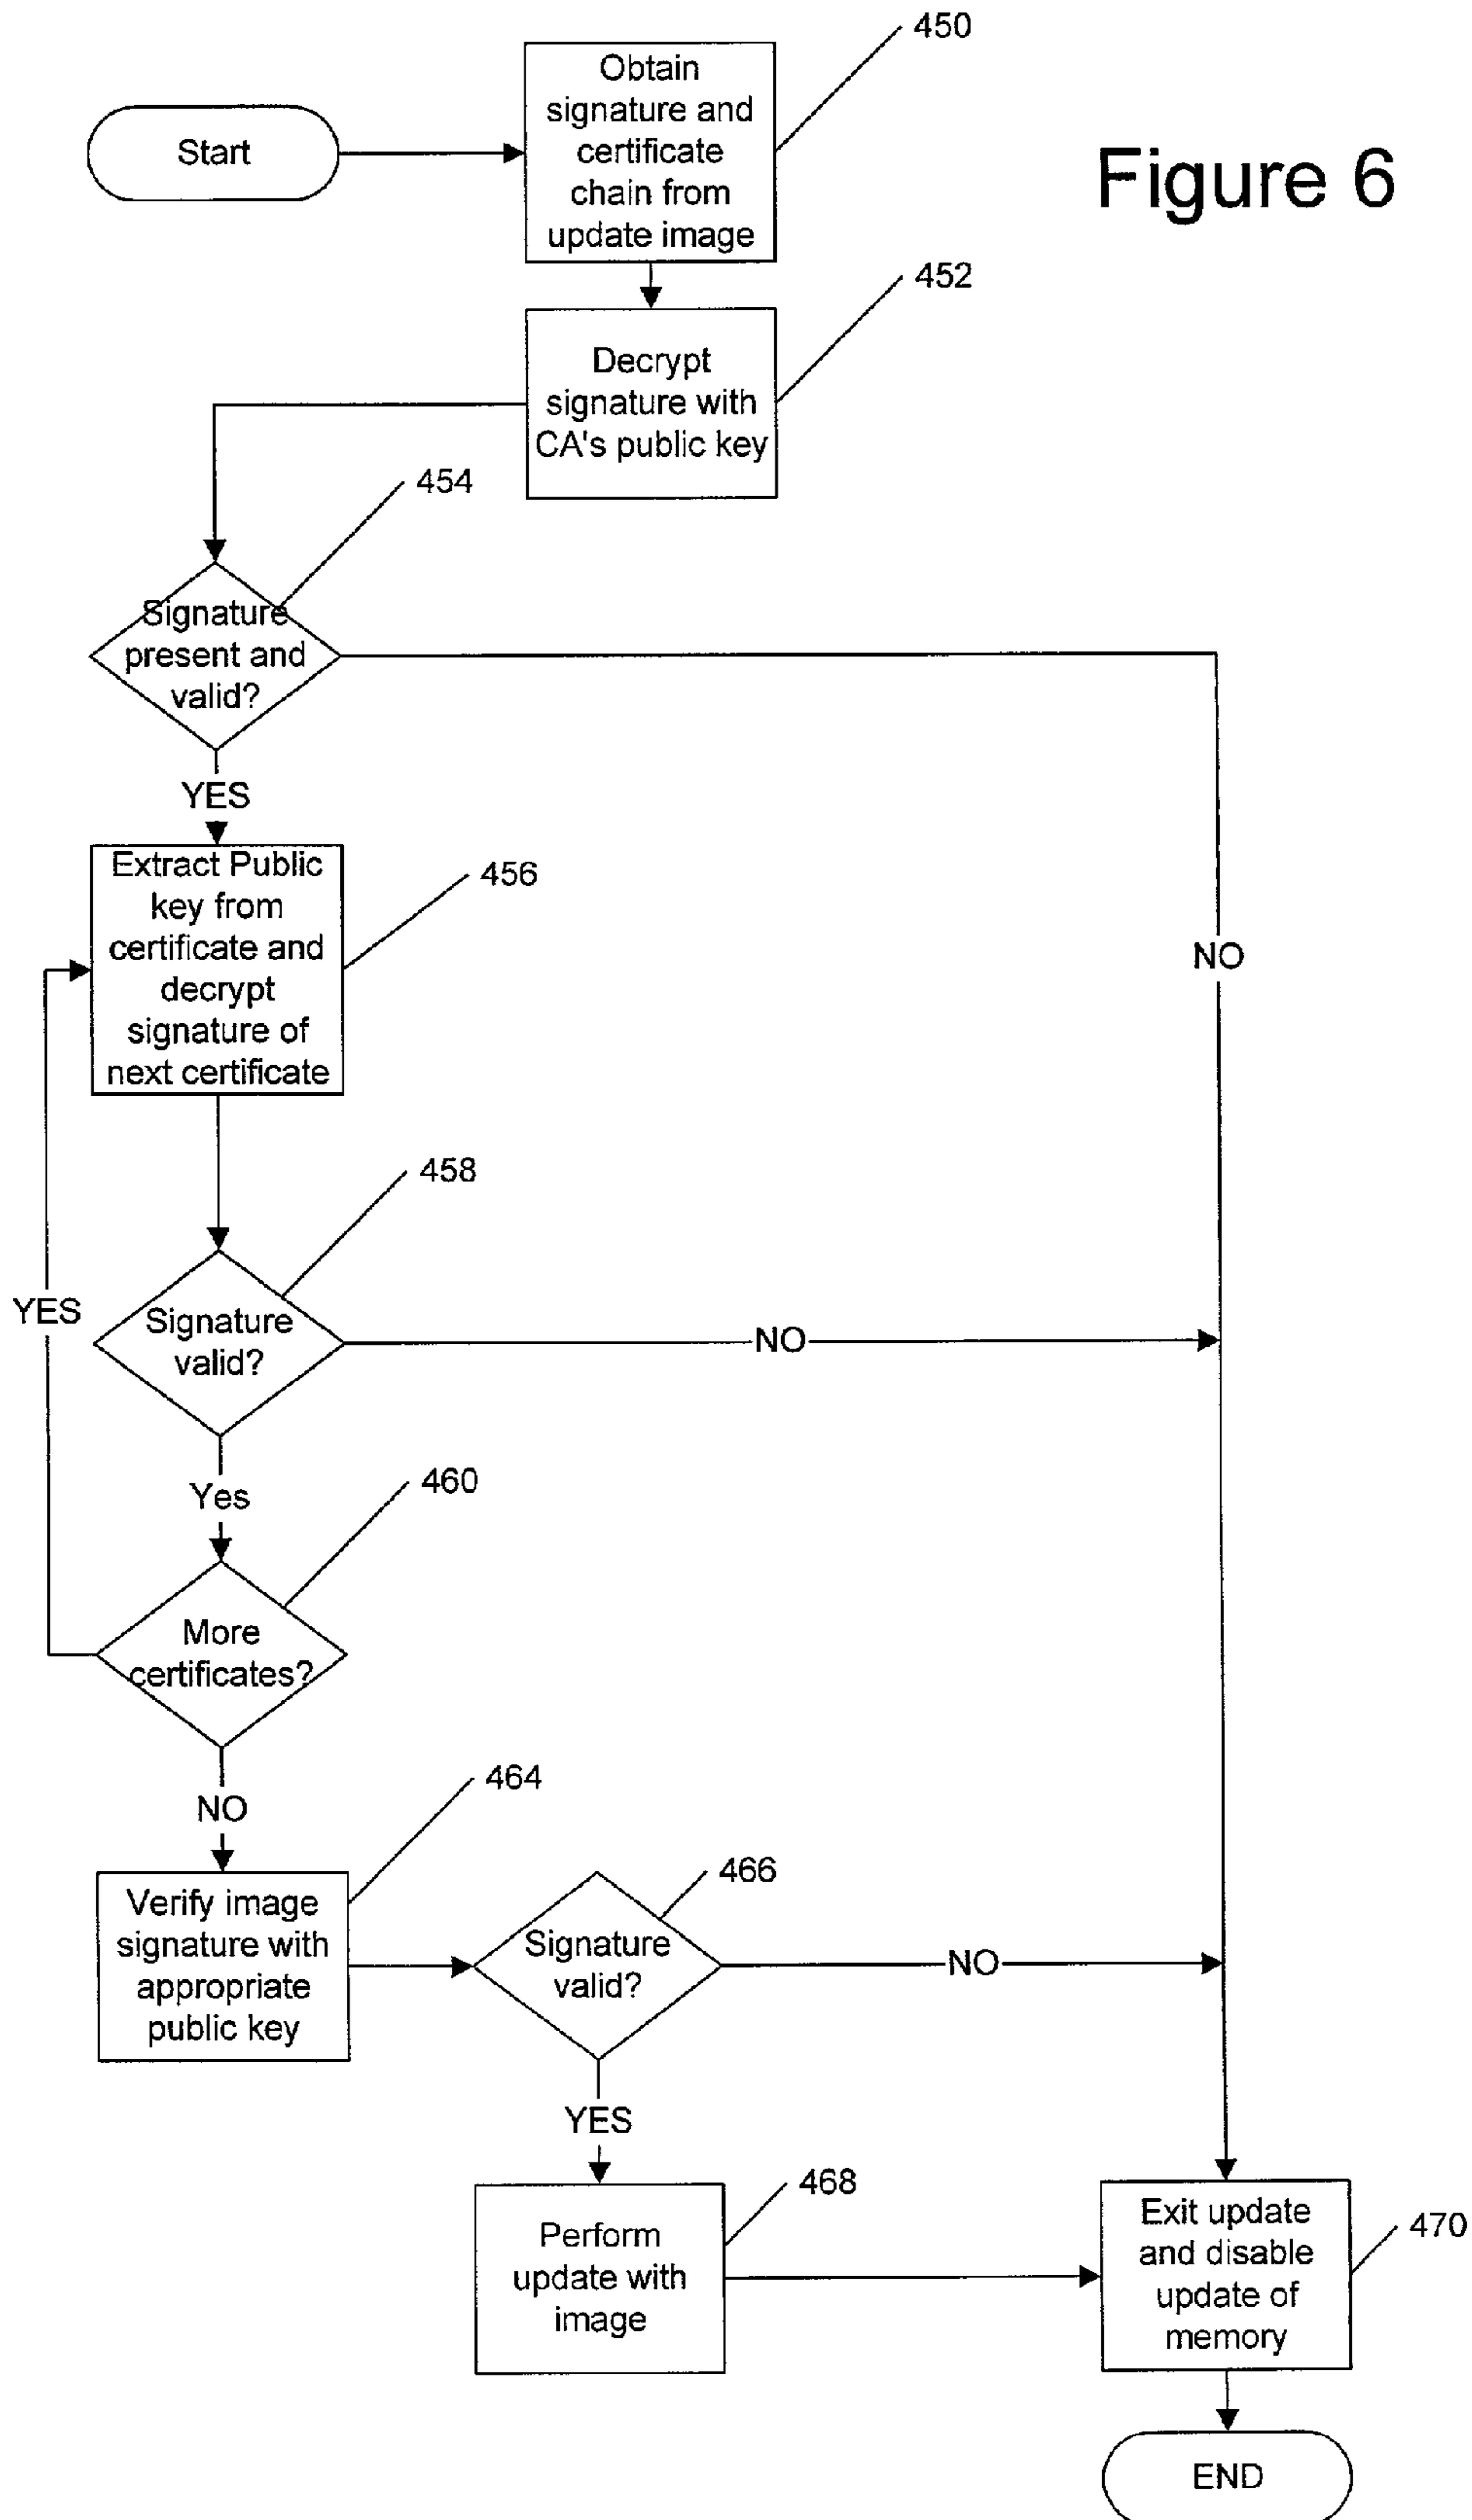 450
Obtain
signature and
certificate
chain from
update image
Start
Figure 6
452
Decrypt
signature with
CA's public key
454
Signature
present and
valid?
YES
Extract Public
key from
certificate and
decrypt
signature of
next certificate
456
NO
458
YES
Signature
valid?
NO
Yes
460
More
certificates?
NO
464
Verify image
signature with
appropriate
public key
466
Signature
valid?
NO
YES
468
Perform
update with
image
Exit update
and disable
update of
memory
470
END